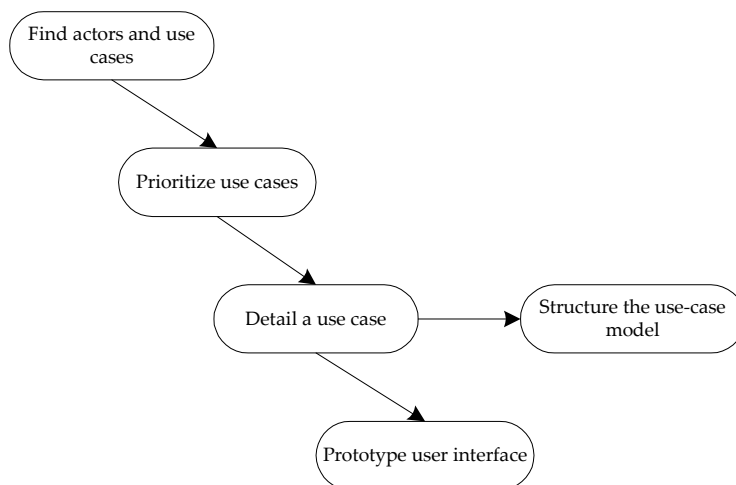 Find actors and use
cases
Prioritize use cases
Detail a use case
Structure the use-case
model
Prototype user interface